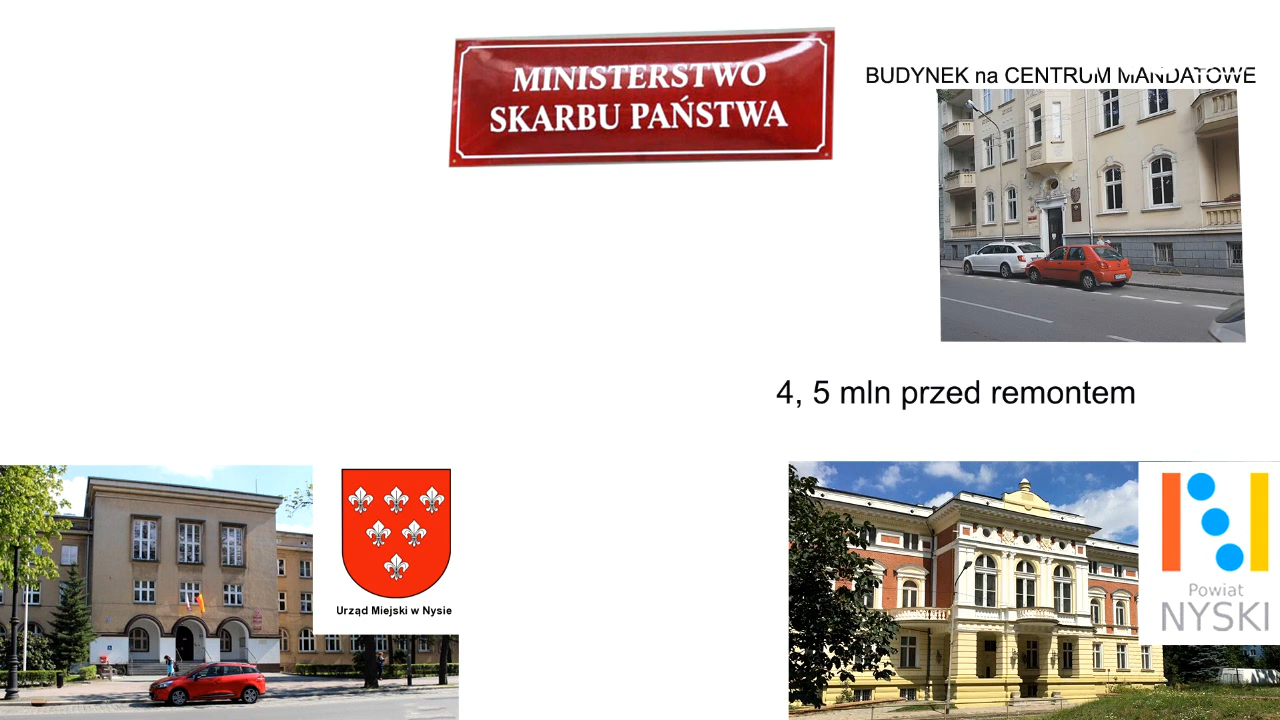 MINISTERSTWO
SKARBU PAŃSTWA
BUDYNEK na CENTRUM MANDATOWE
4, 5 mln przed remontem
Urząd Miejski w Nysie
Powiat
NYSKI